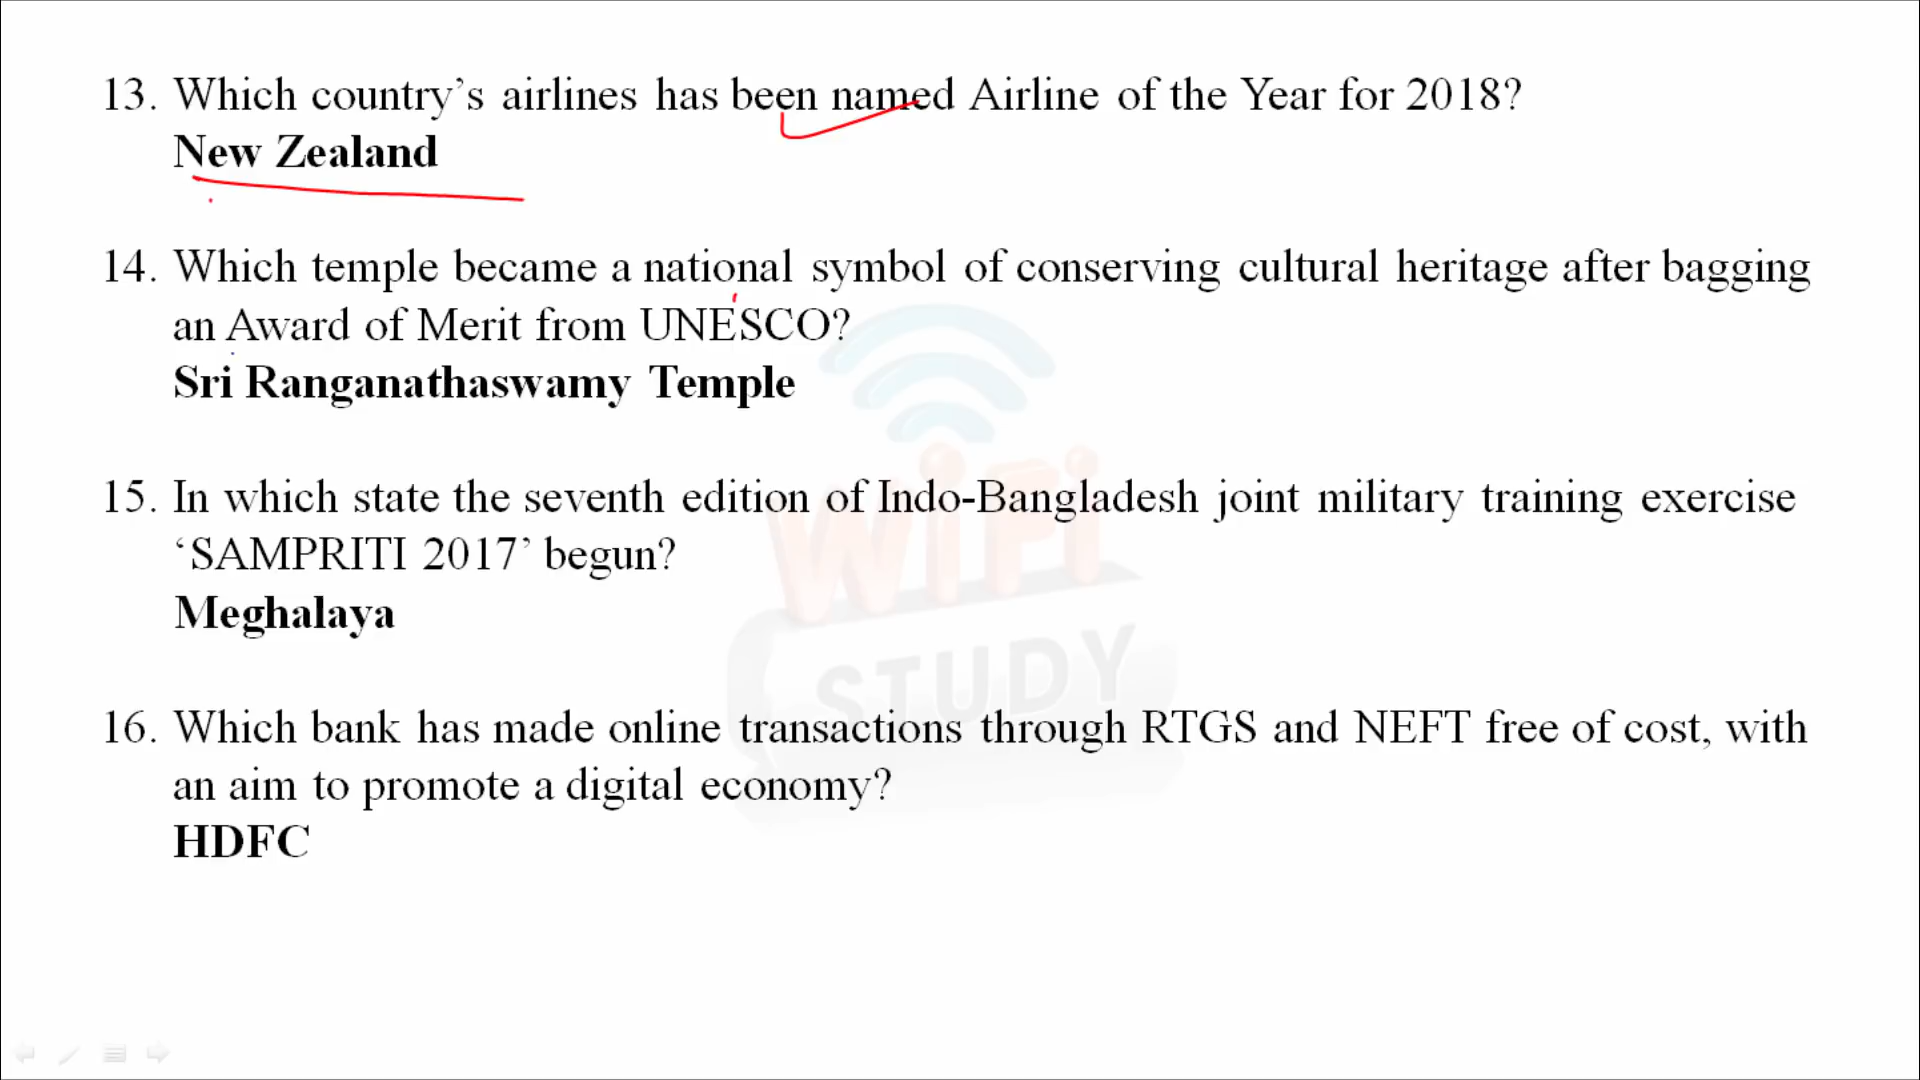 13. Which country’s airlines has been named Airline of the Year for 2018?
New Zealand
14. Which temple became a national symbol of conserving cultural heritage after bagging
an Award of Merit from UNESCO?
Sri Ranganathaswamy Temple
15. In which state the seventh edition of Indo-Bangladesh joint military training exercise
‘SAMPRITI 2017’ begun?
Meghalaya
16. Which bank has made online transactions through RTGS and NEFT free of cost, with
an aim to promote a digital economy?
HDFC
WiFi
STUDY